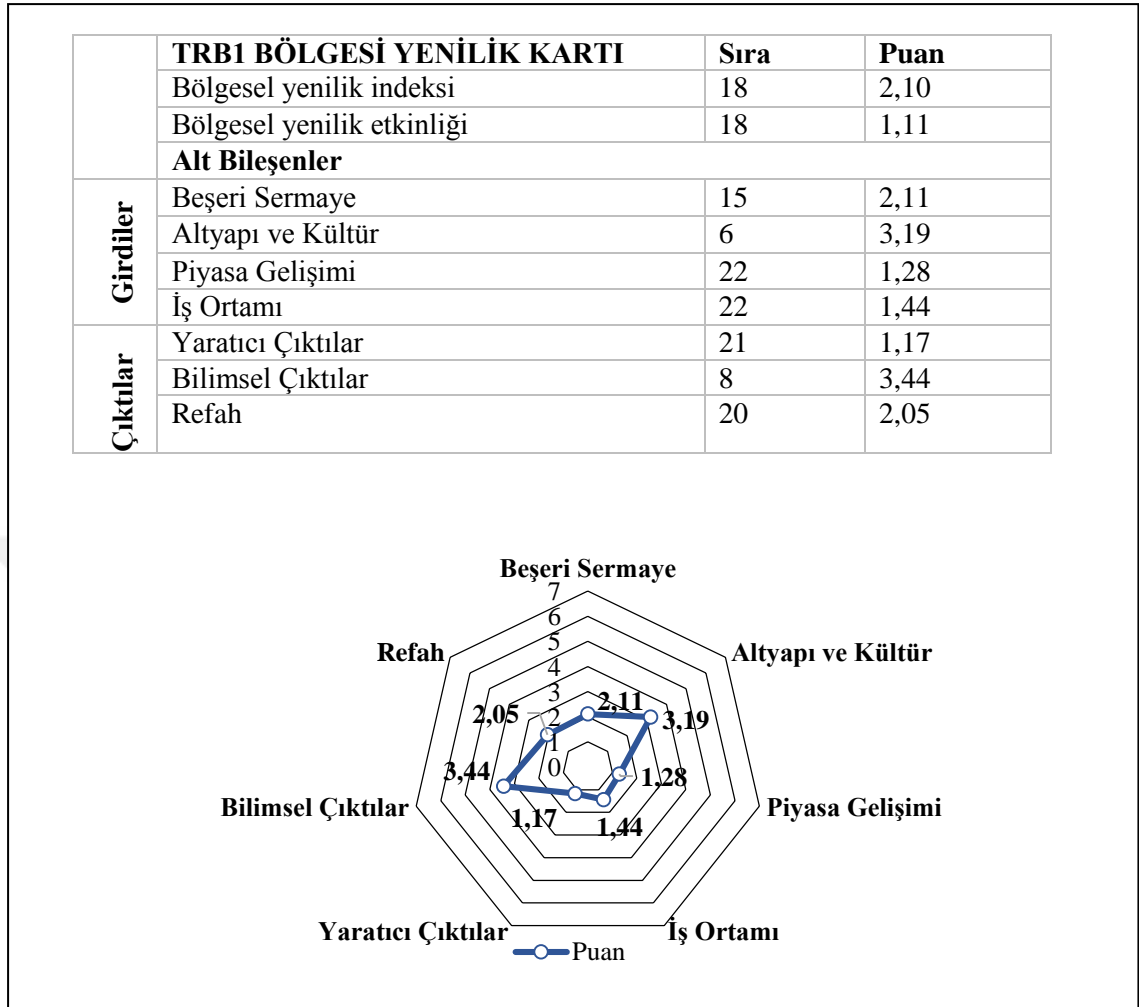 TRB1 BÖLGESİ YENİLİK KARTI Sıra Puan
Bölgesel yenilik indeksi 18 2,10
Bölgesel yenilik etkinliği 18 1,11
Alt Bileşenler
Girdiler
Beşeri Sermaye 15 2,11
Altyapı ve Kültür 6 3,19
Piyasa Gelişimi 22 1,28
İş Ortamı 22 1,44
Çıktılar
Yaratıcı Çıktılar 21 1,17
Bilimsel Çıktılar 8 3,44
Refah 20 2,05
Beşeri Sermaye
7
6
Refah 5 Altyapı ve Kültür
4
3
2,05 2 2,11 3,19
1
3,44 0 1,28
Bilimsel Çıktılar Piyasa Gelişimi
1,17 1,44
Yaratıcı Çıktılar İş Ortamı
Puan